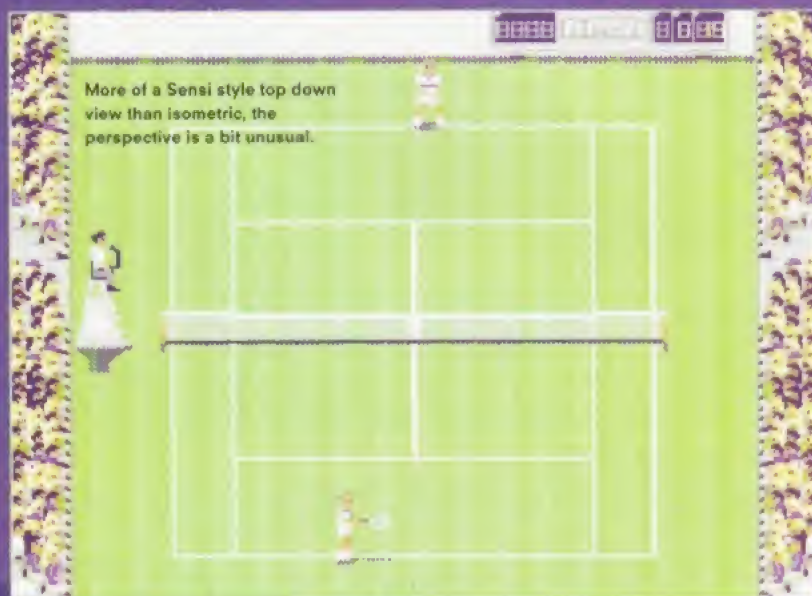 More of a Sensi style top down
view than isometric, the
perspective is a bit unusual.